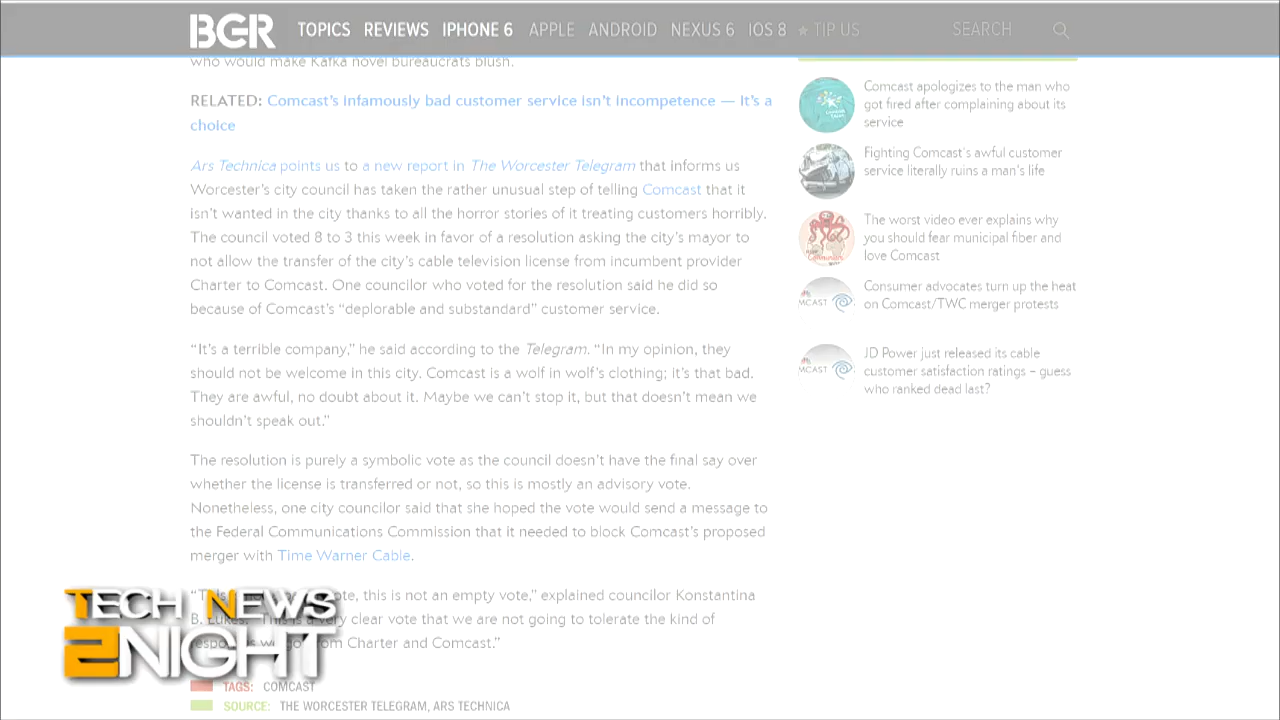 BGR TOPICS REVIEWS IPHONE 6 APPLE ANDROID NEXUS 6 IOS 8 ★ TIP US SEARCH
who would make Kafka novel bureaucrats blush.
RELATED: Comcast's infamously bad customer service isn't incompetence — it's a
choice
Ars Technica points us to a new report in The Worcester Telegram that informs us
Worcester's city council has taken the rather unusual step of telling Comcast that it
isn't wanted in the city thanks to all the horror stories of it treating customers horribly.
The council voted 8 to 3 this week in favor of a resolution asking the city's mayor to
not allow the transfer of the city's cable television license from incumbent provider
Charter to Comcast. One councilor who voted for the resolution said he did so
because of Comcast's "deplorable and substandard" customer service.
"It's a terrible company," he said according to the Telegram. "In my opinion, they
should not be welcome in this city. Comcast is a wolf in wolf's clothing; it's that bad.
They are awful, no doubt about it. Maybe we can't stop it, but that doesn't mean we
shouldn't speak out."
The resolution is purely a symbolic vote as the council doesn't have the final say over
whether the license is transferred or not, so this is mostly an advisory vote.
Nonetheless, one city councilor said that she hoped the vote would send a message to
the Federal Communications Commission that it needed to block Comcast's proposed
merger with Time Warner Cable.
this is not an empty vote," explained councilor Konstantina
B. Lukes. "This is a very clear vote that we are not going to tolerate the kind of
from Charter and Comcast."
TAGS: COMCAST
SOURCE: THE WORCESTER TELEGRAM, ARS TECHNICA
Comcast apologizes to the man who
got fired after complaining about its
service
Fighting Comcast's awful customer
service literally ruins a man's life
The worst video ever explains why
you should fear municipal fiber and
love Comcast
MCAST
Consumer advocates turn up the heat
on Comcast/TWC merger protests
MCAST
JD Power just released its cable
customer satisfaction ratings – guess
who ranked dead last?
TECH NEWS
2NIGHT